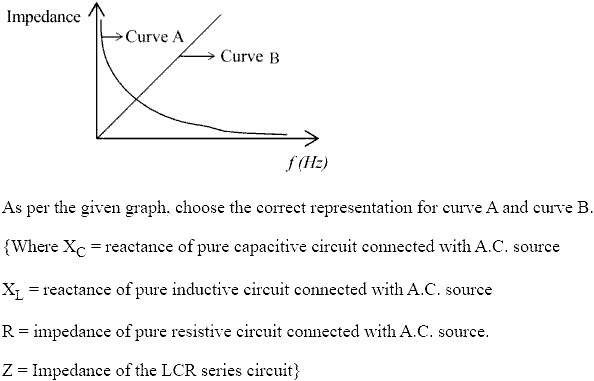 Impedance
Curve A
Curve B
f (Hz)
As per the given graph, choose the correct representation for curve A and curve B.
{Where X_C = reactance of pure capacitive circuit connected with A.C. source
X_L = reactance of pure inductive circuit connected with A.C. source
R = impedance of pure resistive circuit connected with A.C. source.
Z = Impedance of the LCR series circuit}